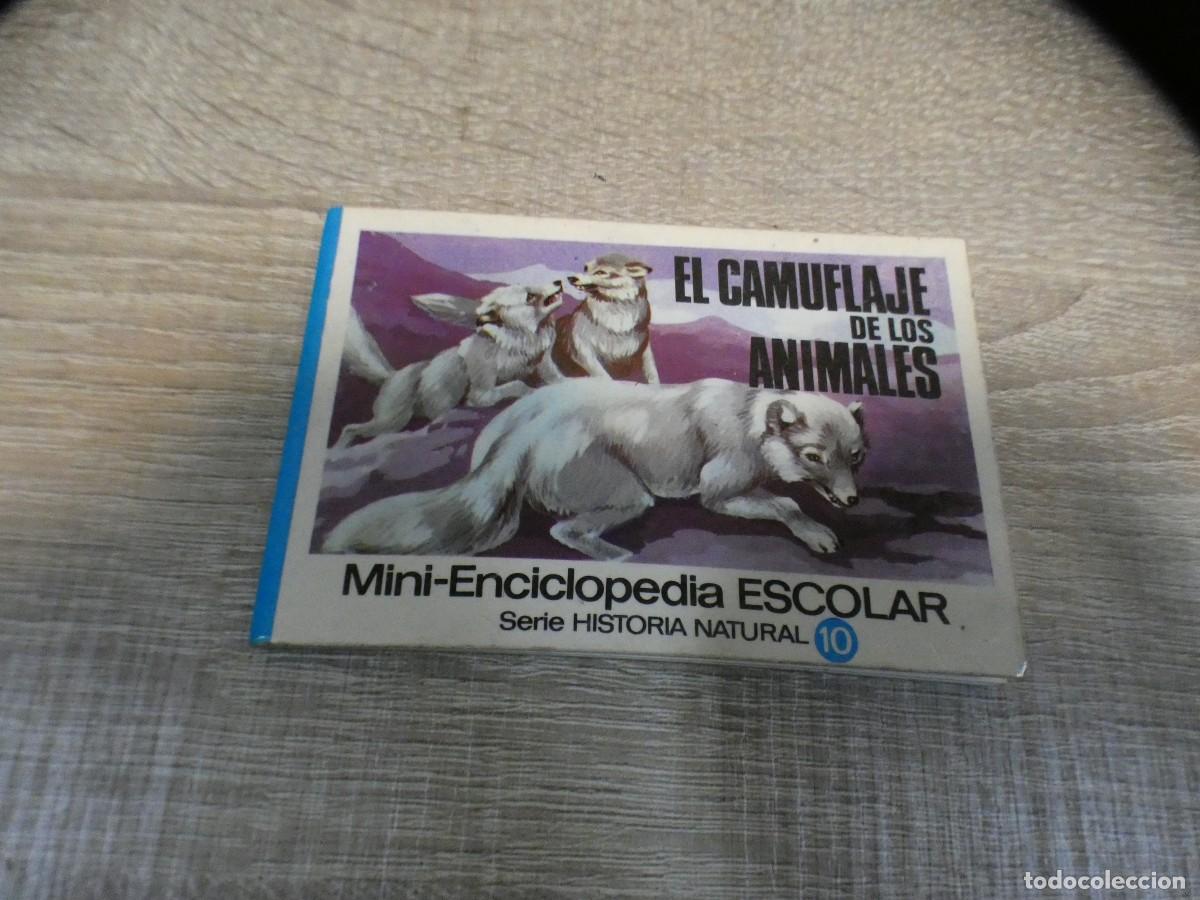 EL CAMUFLAJE
DE LOS
ANIMALES
Mini-Enciclopedia ESCOLAR
Serie HISTORIA NATURAL 10
todocoleccion